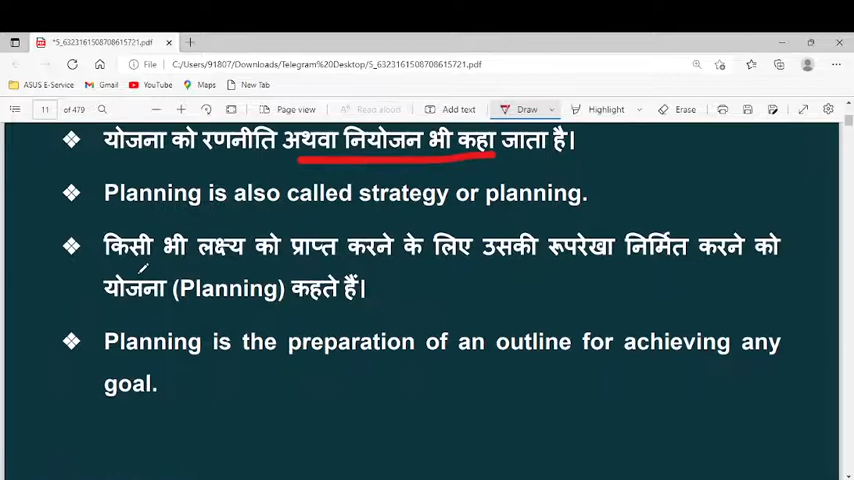 *5_6323161508708615721.pdf
File C:/Users/91807/Downloads/Telegram%20Desktop/5_6323161508708615721.pdf
ASUS E-Service Gmail YouTube Maps New Tab
11 of 479 Page view Read aloud Add text Draw Highlight Erase
❖ योजना को रणनीति अथवा नियोजन भी कहा जाता है।
❖ Planning is also called strategy or planning.
❖ किसी भी लक्ष्य को प्राप्त करने के लिए उसकी रूपरेखा निर्मित करने को
योजना (Planning) कहते हैं।
❖ Planning is the preparation of an outline for achieving any
goal.